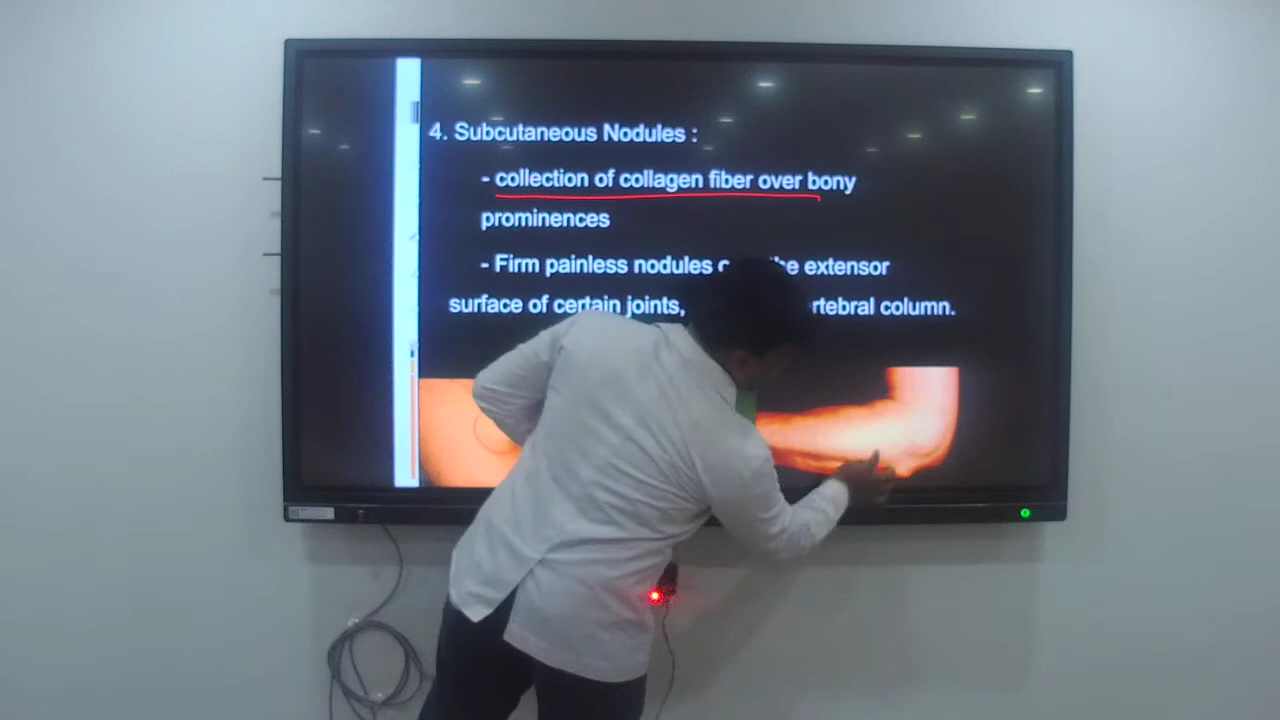 4. Subcutaneous Nodules :
- collection of collagen fiber over bony
prominences
- Firm painless nodules the extensor
surface of certain joints, column.